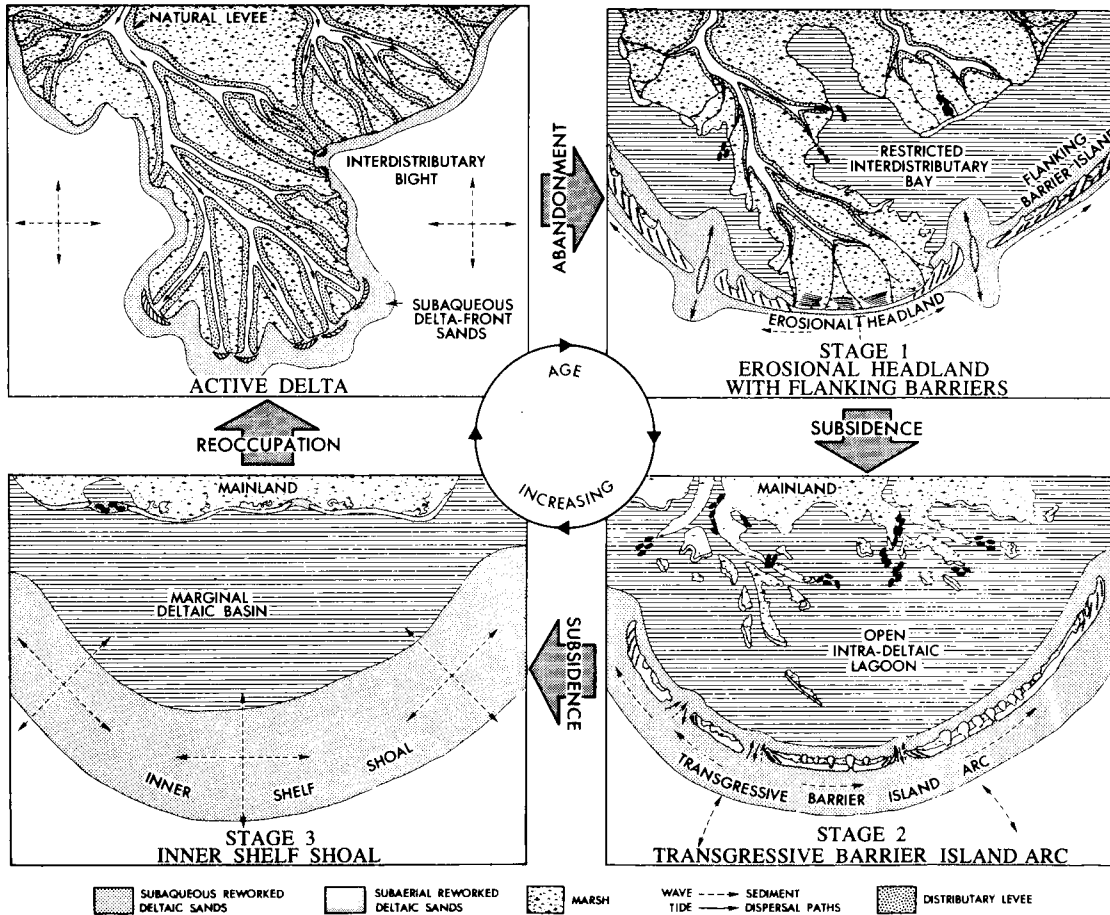 NATURAL LEVEE
INTERDISTRIBUTARY
BIGHT
SUBAQUEOUS
DELTA-FRONT
SANDS
ACTIVE DELTA
ABANDONMENT
RESTRICTED
INTERDISTRIBUTARY
BAY
FLANKING
BARRIER ISLAND
EROSIONAL HEADLAND
STAGE 1
EROSIONAL HEADLAND
WITH FLANKING BARRIERS
AGE
INCREASING
REOCCUPATION
SUBSIDENCE
MAINLAND
MARGINAL
DELTAIC BASIN
INNER SHELF SHOAL
STAGE 3
INNER SHELF SHOAL
SUBSIDENCE
MAINLAND
OPEN
INTRA-DELTAIC
LAGOON
TRANSGRESSIVE BARRIER ISLAND ARC
STAGE 2
TRANSGRESSIVE BARRIER ISLAND ARC
SUBAQUEOUS REWORKED
DELTAIC SANDS
SUBAERIAL REWORKED
DELTAIC SANDS
MARSH
WAVE SEDIMENT
TIDE DISPERSAL PATHS
DISTRIBUTARY LEVEE